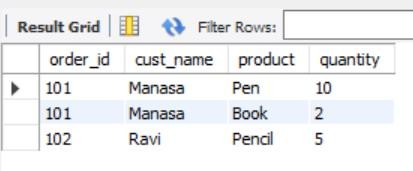 Result Grid Filter Rows:
order_id cust_name product quantity
101 Manasa Pen 10
101 Manasa Book 2
102 Ravi Pencil 5